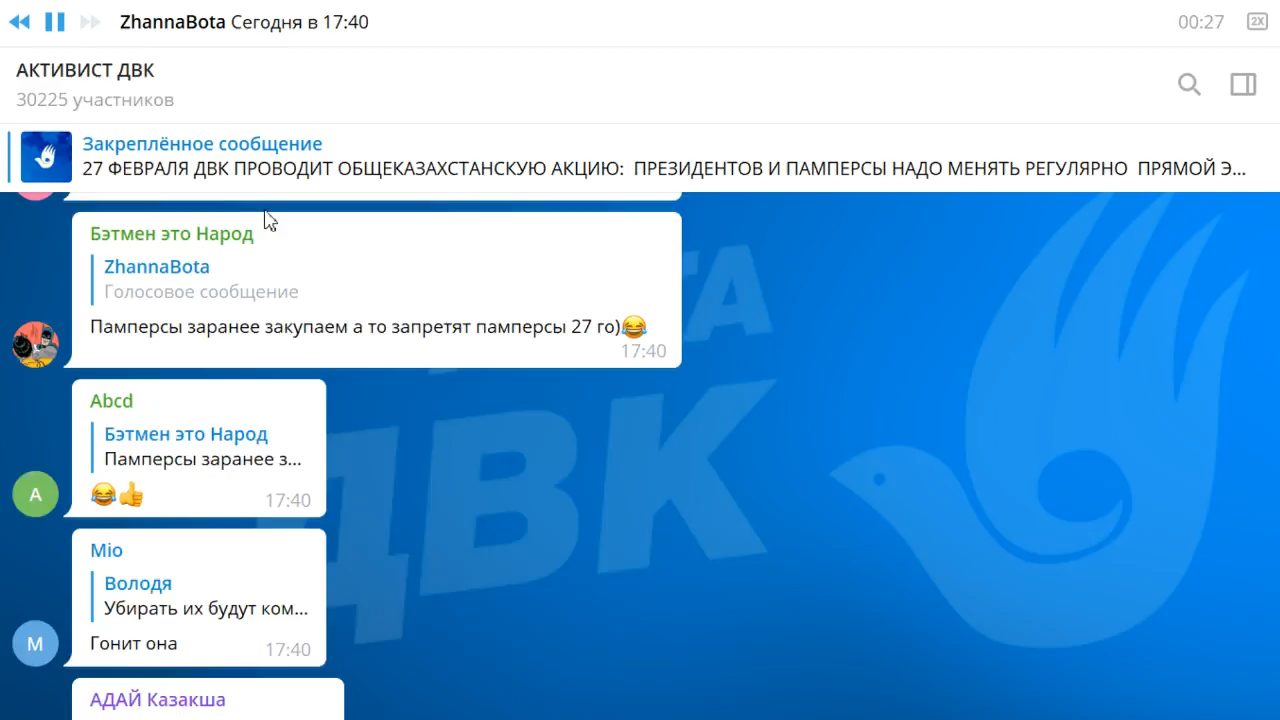 ZhannaBota Сегодня в 17:40
00:27
2X
АКТИВИСТ ДВК
30225 участников
Закреплённое сообщение
27 ФЕВРАЛЯ ДВК ПРОВОДИТ ОБЩЕКАЗАХСТАНСКУЮ АКЦИЮ: ПРЕЗИДЕНТОВ И ПАМПЕРСЫ НАДО МЕНЯТЬ РЕГУЛЯРНО ПРЯМОЙ Э...
Бэтмен это Народ
ZhannaBota
Голосовое сообщение
Памперсы заранее закупаем а то запретят памперсы 27 го)😂
17:40
Abcd
Бэтмен это Народ
Памперсы заранее з...
😂👍
17:40
A
Mio
Володя
Убирать их будут ком...
Гонит она
17:40
M
АДАЙ Казакша
ДВК